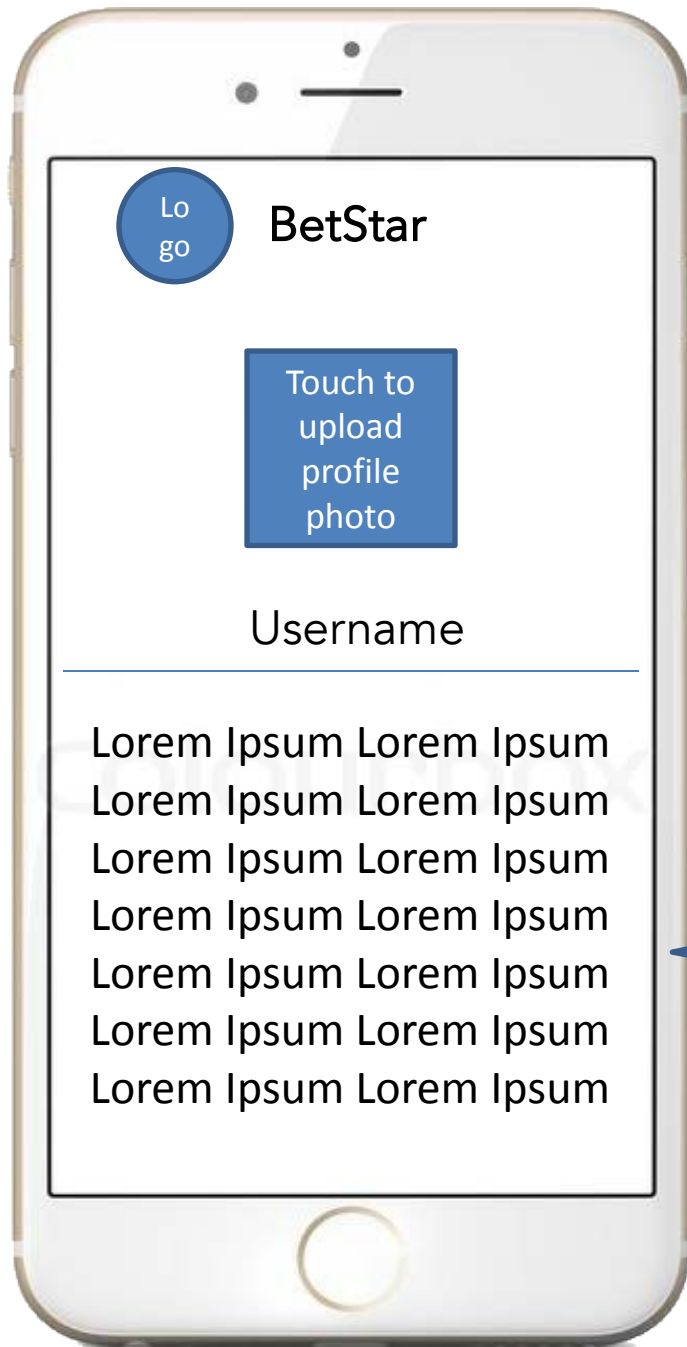 Lo
go
BetStar
Touch to
upload
profile
photo
Username
Lorem Ipsum Lorem Ipsum
Lorem Ipsum Lorem Ipsum
Lorem Ipsum Lorem Ipsum
Lorem Ipsum Lorem Ipsum
Lorem Ipsum Lorem Ipsum
Lorem Ipsum Lorem Ipsum
Lorem Ipsum Lorem Ipsum
colourbox